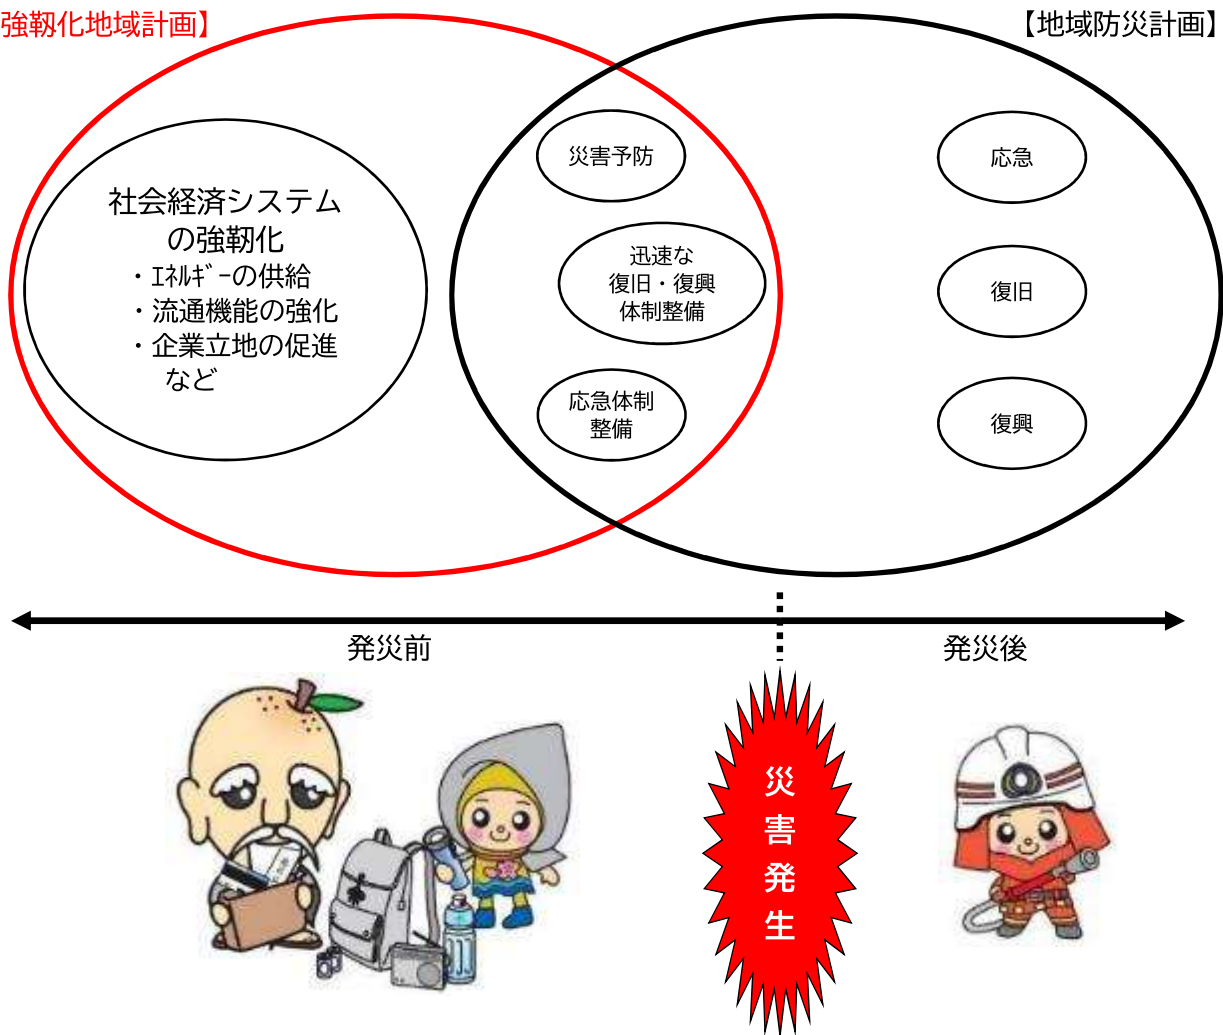 強靱化地域計画】
【地域防災計画】
社会経済システム
の強靱化
・ｴﾈﾙｷﾞｰの供給
・流通機能の強化
・企業立地の促進
など
災害予防
迅速な
復旧・復興
体制整備
応急体制
整備
応急
復旧
復興
発災前
発災後
災害発生